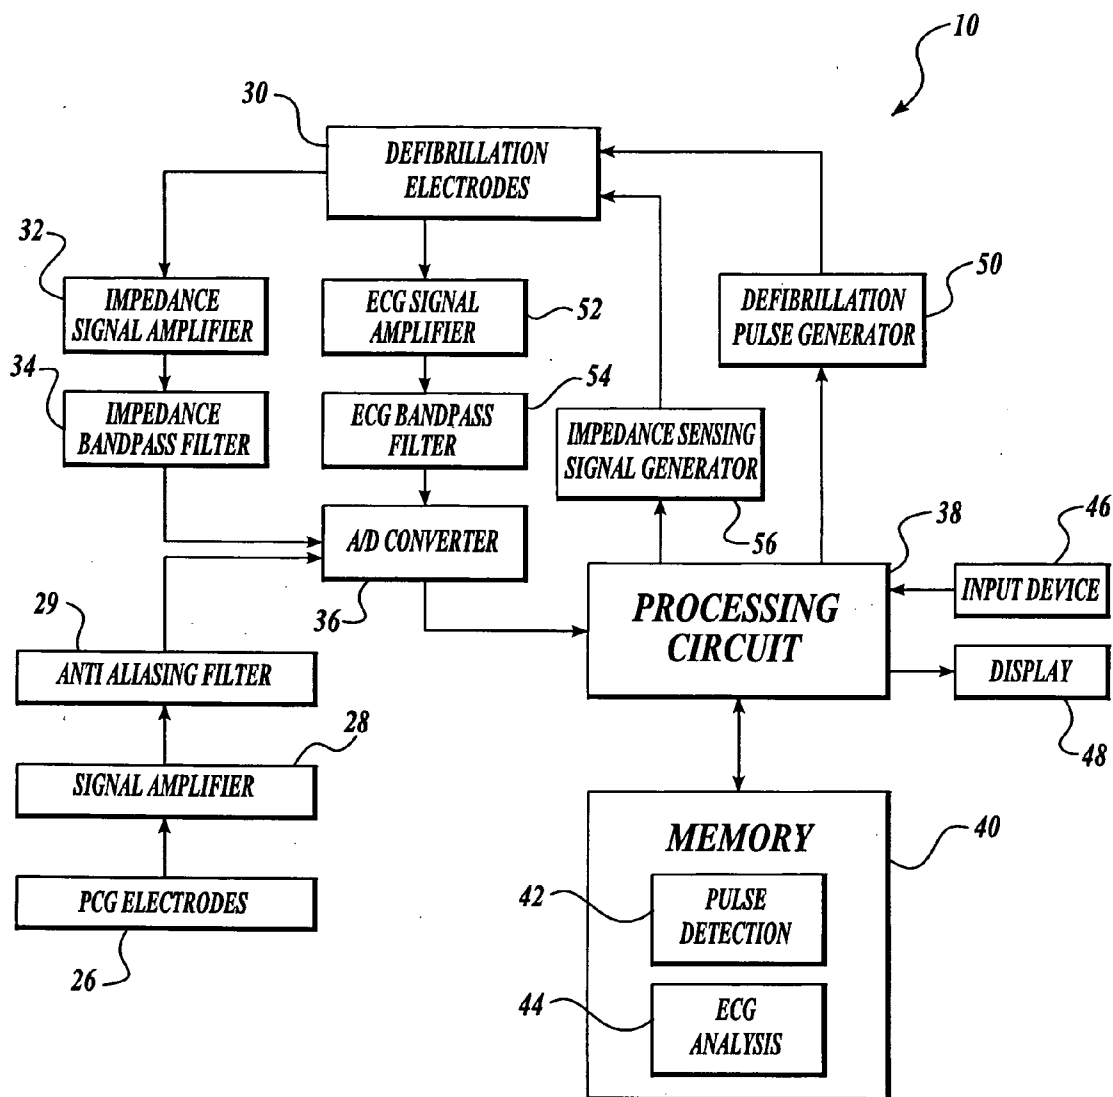 10
30
DEFIBRILLATION
ELECTRODES
32
IMPEDANCE
SIGNAL AMPLIFIER
ECG SIGNAL
AMPLIFIER
52
DEFIBRILLATION
PULSE GENERATOR
50
34
IMPEDANCE
BANDPASS FILTER
ECG BANDPASS
FILTER
54
IMPEDANCE SENSING
SIGNAL GENERATOR
56
A/D CONVERTER
36
38
PROCESSING
CIRCUIT
46
INPUT DEVICE
DISPLAY
48
29
ANTI ALIASING FILTER
28
SIGNAL AMPLIFIER
PCG ELECTRODES
26
MEMORY
40
42
PULSE
DETECTION
44
ECG
ANALYSIS